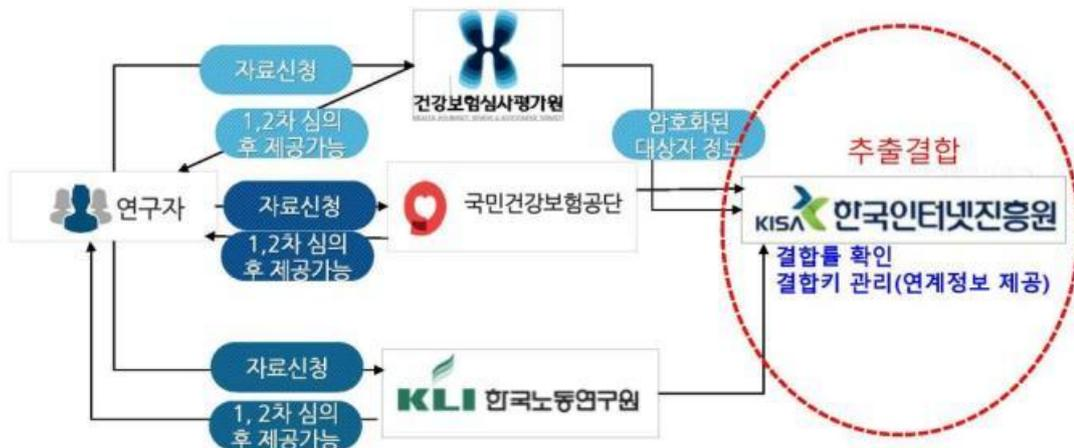 자료신청
건강보험심사평가원
1,2차 심의
후 제공가능
암호화된
대상자 정보
추출결합
연구자
자료신청
국민건강보험공단
KISA 한국인터넷진흥원
1,2차 심의
후 제공가능
결합률 확인
결합키 관리(연계정보 제공)
자료신청
KLI 한국노동연구원
1, 2차 심의
후 제공가능